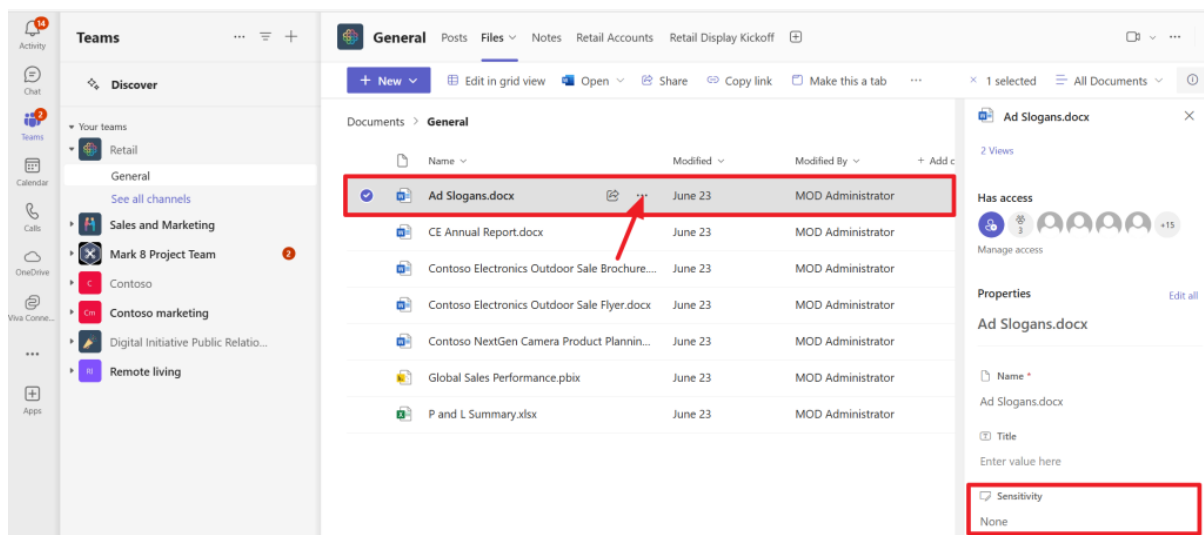 14
Activity
Chat
2
Teams
Calendar
Calls
OneDrive
Viva Conne...
Apps
Teams
Discover
Your teams
Retail
General
See all channels
Sales and Marketing
Mark 8 Project Team 2
C Contoso
Cm Contoso marketing
Digital Initiative Public Relatio...
Rl Remote living
General Posts Files Notes Retail Accounts Retail Display Kickoff
+ New Edit in grid view Open Share Copy link Make this a tab ... × 1 selected All Documents
Documents > General
Name Modified Modified By + Add c
Ad Slogans.docx ... June 23 MOD Administrator
CE Annual Report.docx June 23 MOD Administrator
Contoso Electronics Outdoor Sale Brochure.... June 23 MOD Administrator
Contoso Electronics Outdoor Sale Flyer.docx June 23 MOD Administrator
Contoso NextGen Camera Product Plannin... June 23 MOD Administrator
Global Sales Performance.pbix June 23 MOD Administrator
P and L Summary.xlsx June 23 MOD Administrator
Ad Slogans.docx
2 Views
Has access
3 +15
Manage access
Properties Edit all
Ad Slogans.docx
Name *
Ad Slogans.docx
Title
Enter value here
Sensitivity
None